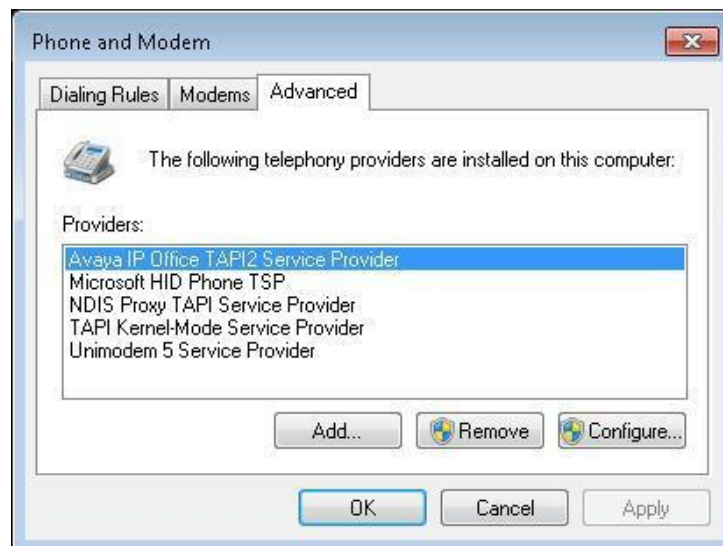 Phone and Modem
Dialing Rules Modems Advanced
The following telephony providers are installed on this computer:
Providers:
Avaya IP Office TAPI2 Service Provider
Microsoft HID Phone TSP
NDIS Proxy TAPI Service Provider
TAPI Kernel-Mode Service Provider
Unimodem 5 Service Provider
Add... Remove Configure...
OK Cancel Apply